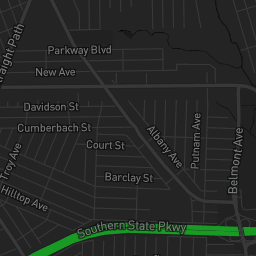 Straight Path
Parkway Blvd
New Ave
Davidson St
Cumberbach St
Albany Ave
Putnam Ave
Court St
Troy Ave
Belmont Ave
Barclay St
Hilltop Ave
Southern State Pkwy